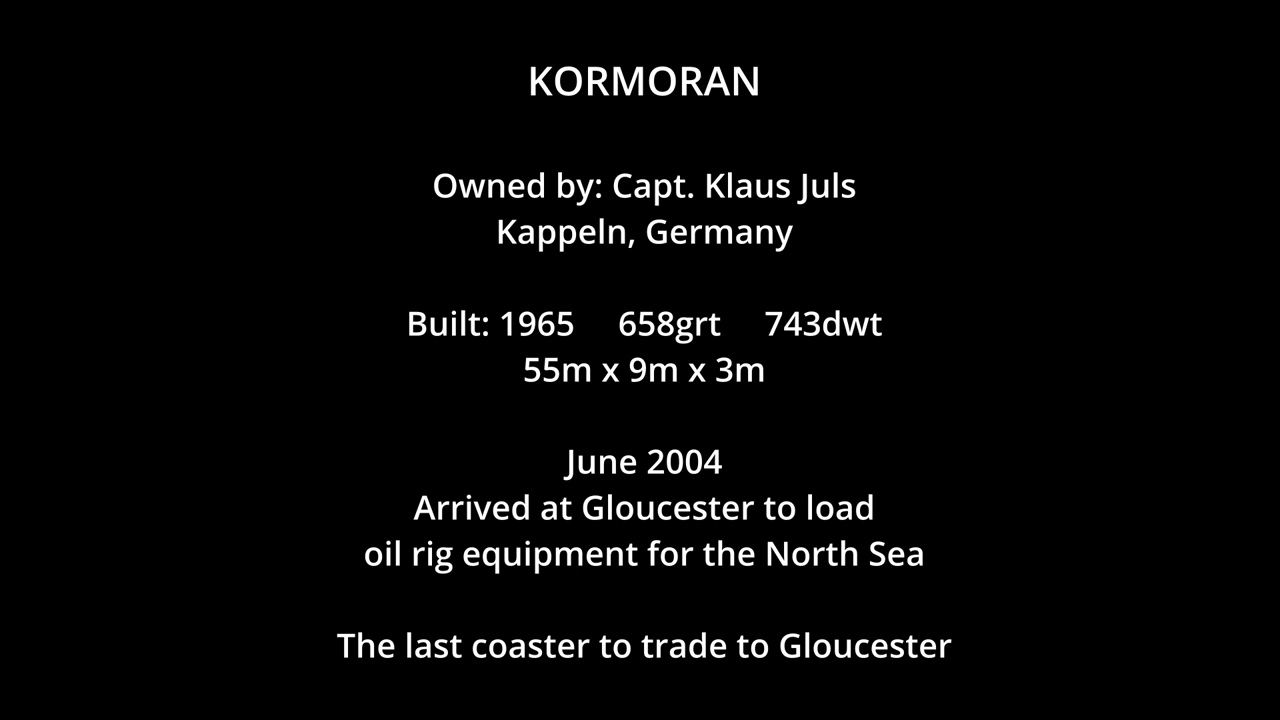 KORMORAN
Owned by: Capt. Klaus Juls
Kappeln, Germany
Built: 1965 658grt 743dwt
55m x 9m x 3m
June 2004
Arrived at Gloucester to load
oil rig equipment for the North Sea
The last coaster to trade to Gloucester